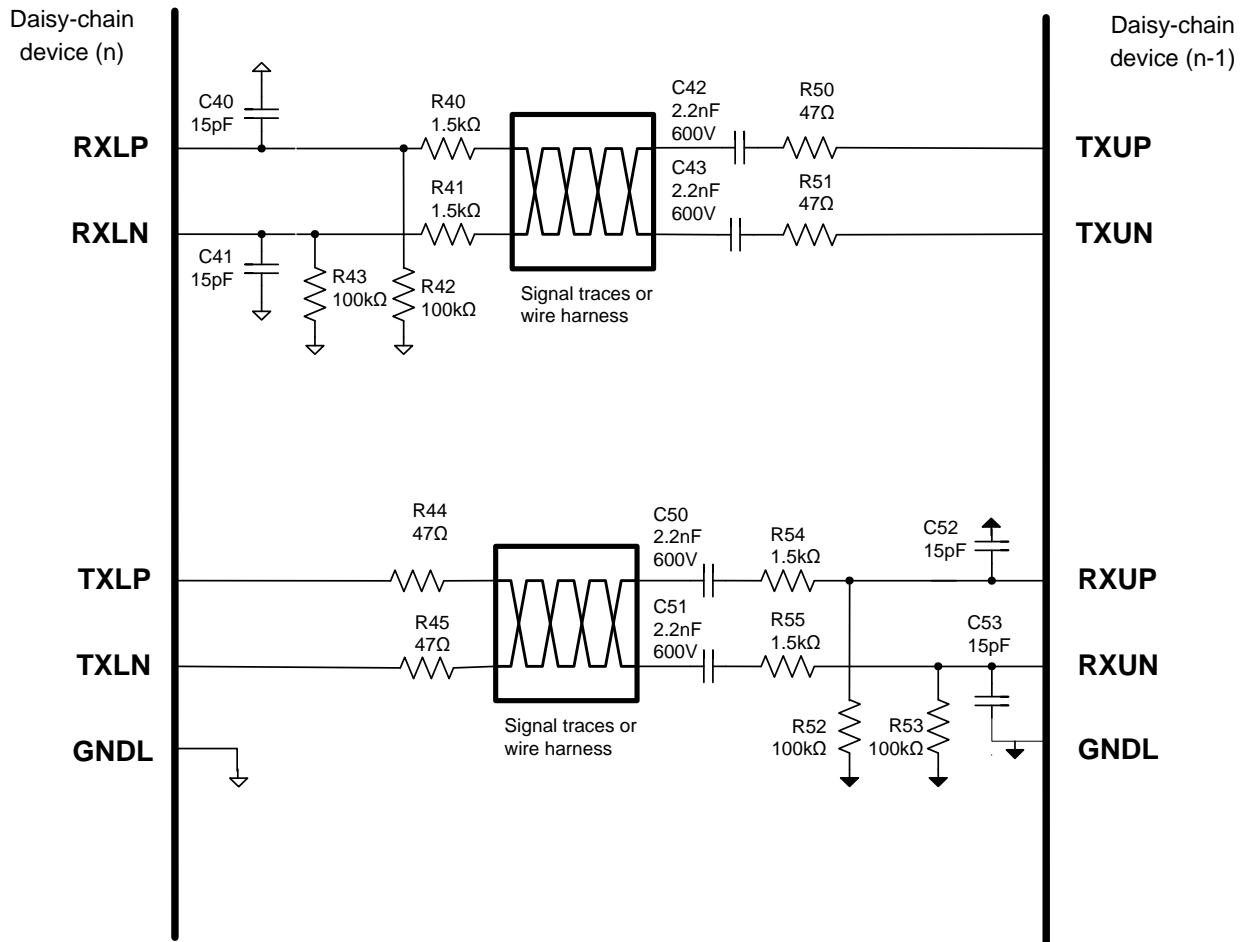 Daisy-chain
device (n)
Daisy-chain
device (n-1)
C40
15pF
R40
1.5kΩ
C42
2.2nF
600V
R50
47Ω
RXLP
TXUP
R41
1.5kΩ
C43
2.2nF
600V
R51
47Ω
RXLN
TXUN
C41
15pF
R43
100kΩ
R42
100kΩ
Signal traces or
wire harness
R44
47Ω
C50
2.2nF
600V
R54
1.5kΩ
C52
15pF
TXLP
RXUP
R45
47Ω
C51
2.2nF
600V
R55
1.5kΩ
C53
15pF
TXLN
RXUN
Signal traces or
wire harness
R52
100kΩ
R53
100kΩ
GNDL
GNDL